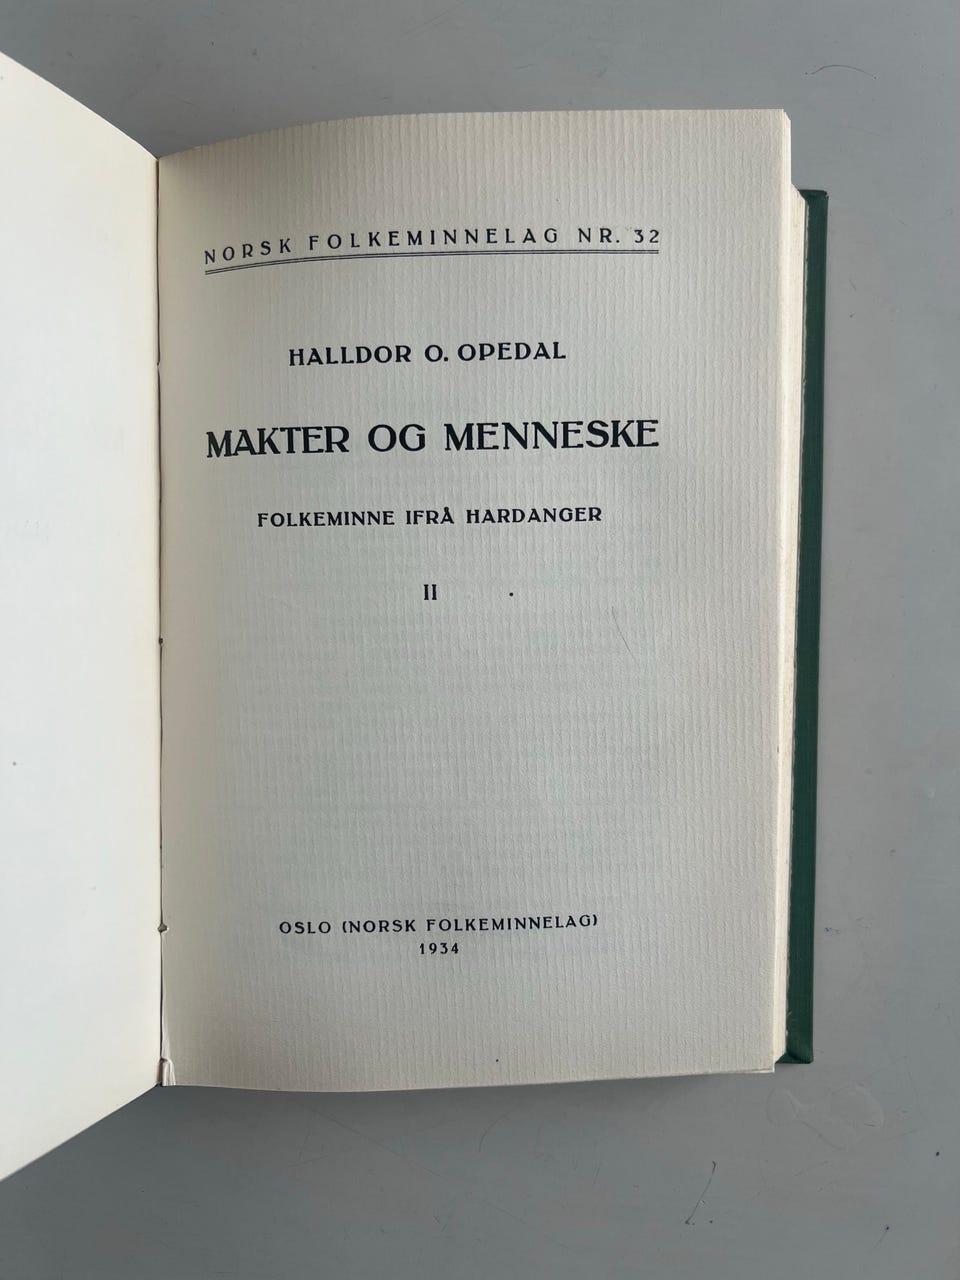 NORSK FOLKEMINNELAG NR. 32
HALLDOR O. OPEDAL
MAKTER OG MENNESKE
FOLKEMINNE IFRÅ HARDANGER
II
OSLO (NORSK FOLKEMINNELAG)
1934